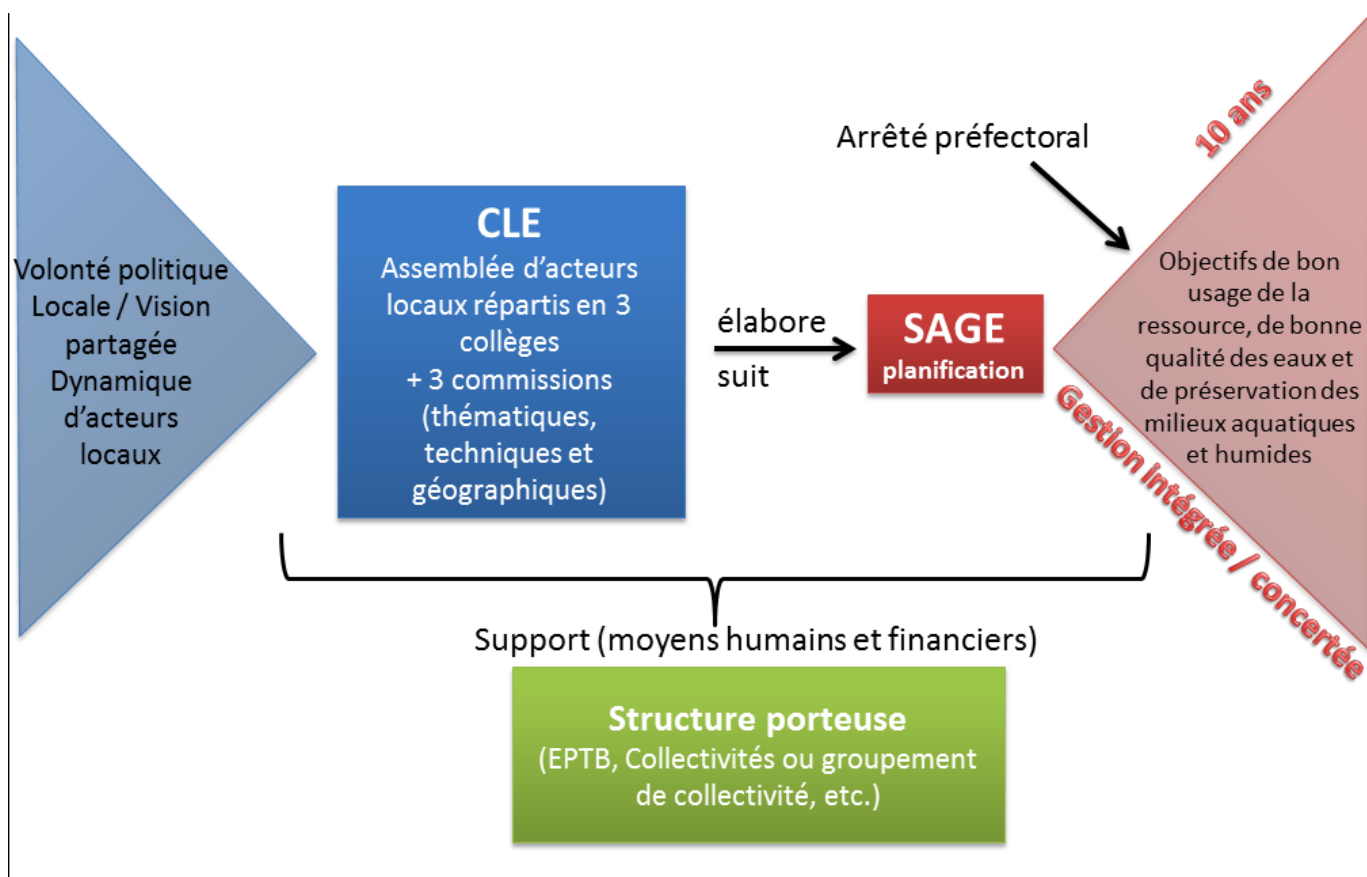 Volonté politique
Locale / Vision
partagée
Dynamique
d’acteurs
locaux
CLE
Assemblée d’acteurs
locaux répartis en 3
collèges
+ 3 commissions
(thématiques,
techniques et
géographiques)
élabore
suit
SAGE
planification
Arrêté préfectoral
10 ans
Objectifs de bon
usage de la
ressource, de bonne
qualité des eaux et
de préservation des
milieux aquatiques
et humides
Gestion intégrée / concertée
Support (moyens humains et financiers)
Structure porteuse
(EPTB, Collectivités ou groupement
de collectivité, etc.)